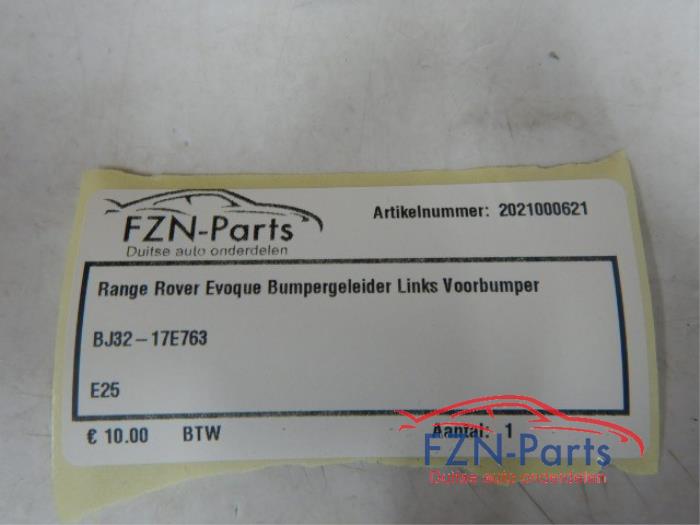 FZN-Parts
Duitse auto onderdelen
Artikelnummer: 2021000621
Range Rover Evoque Bumpergeleider Links Voorbumper
BJ32-17E763
E25
€ 10.00 BTW Aantal: 1
FZN-Parts
Duitse auto onderdelen